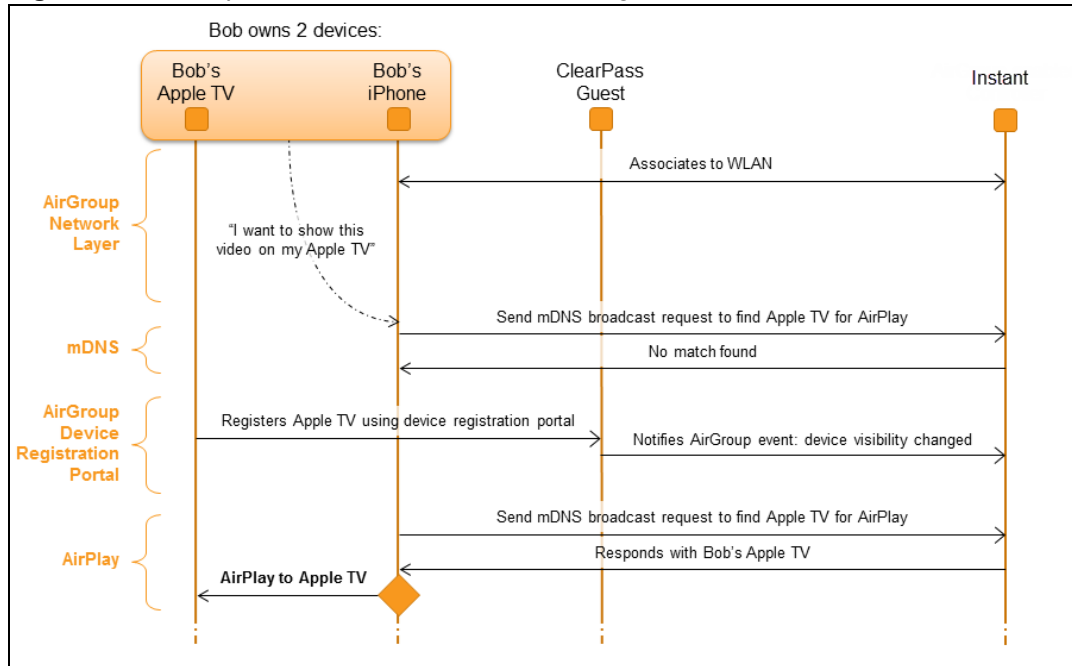 Bob owns 2 devices:
Bob's
Apple TV
Bob's
iPhone
ClearPass
Guest
Instant
AirGroup
Network
Layer
Associates to WLAN
“I want to show this
video on my Apple TV”
mDNS
Send mDNS broadcast request to find Apple TV for AirPlay
No match found
AirGroup
Device
Registration
Portal
Registers Apple TV using device registration portal
Notifies AirGroup event: device visibility changed
AirPlay
Send mDNS broadcast request to find Apple TV for AirPlay
Responds with Bob's Apple TV
AirPlay to Apple TV